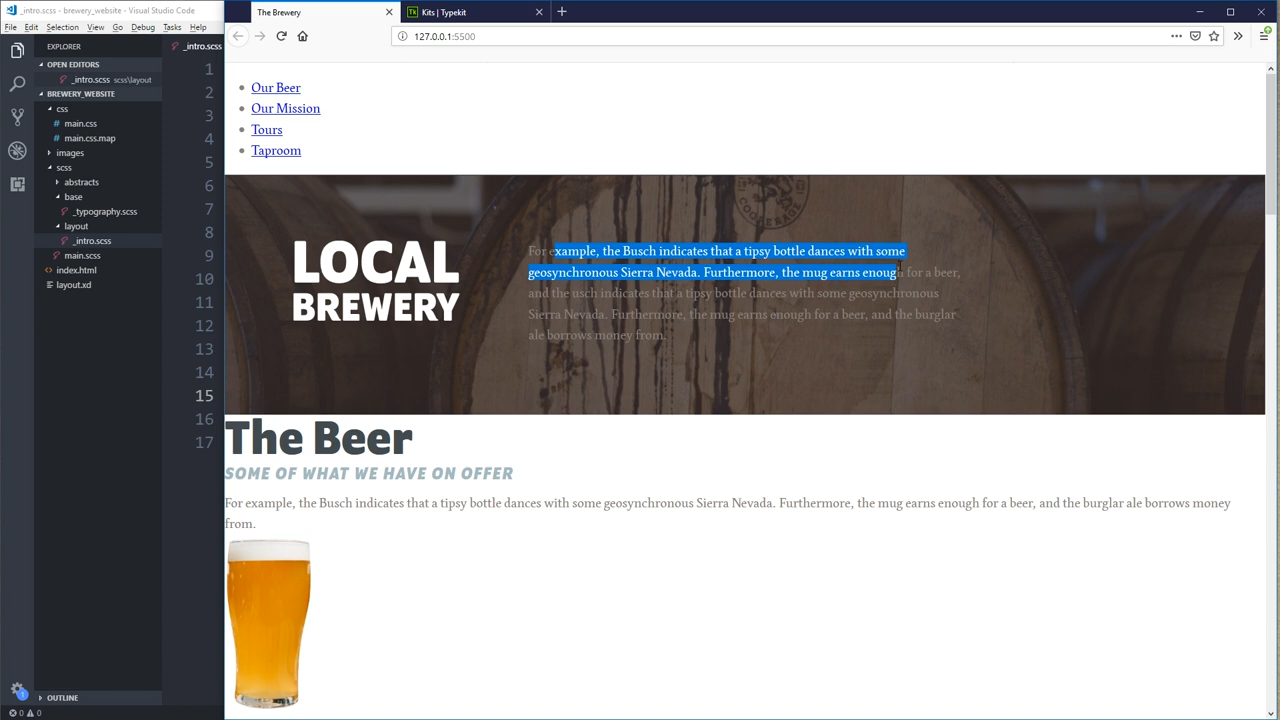 _intro.scss - brewery_website - Visual Studio Code
File Edit Selection View Go Debug Tasks Help
EXPLORER
OPEN EDITORS
_intro.scss scss\layout
BREWERY_WEBSITE
css
main.css
main.css.map
images
scss
abstracts
base
_typography.scss
layout
_intro.scss
main.scss
index.html
layout.xd
OUTLINE
1
0 0
_intro.scss
1
2
3
4
5
6
7
8
9
10
11
12
13
14
15
16
17
The Brewery
Tk Kits | Typekit
127.0.0.1:5500
Our Beer
Our Mission
Tours
Taproom
COOPERAGE
LOCAL
BREWERY
For example, the Busch indicates that a tipsy bottle dances with some
geosynchronous Sierra Nevada. Furthermore, the mug earns enough for a beer,
and the usch indicates that a tipsy bottle dances with some geosynchronous
Sierra Nevada. Furthermore, the mug earns enough for a beer, and the burglar
ale borrows money from.
The Beer
SOME OF WHAT WE HAVE ON OFFER
For example, the Busch indicates that a tipsy bottle dances with some geosynchronous Sierra Nevada. Furthermore, the mug earns enough for a beer, and the burglar ale borrows money
from.